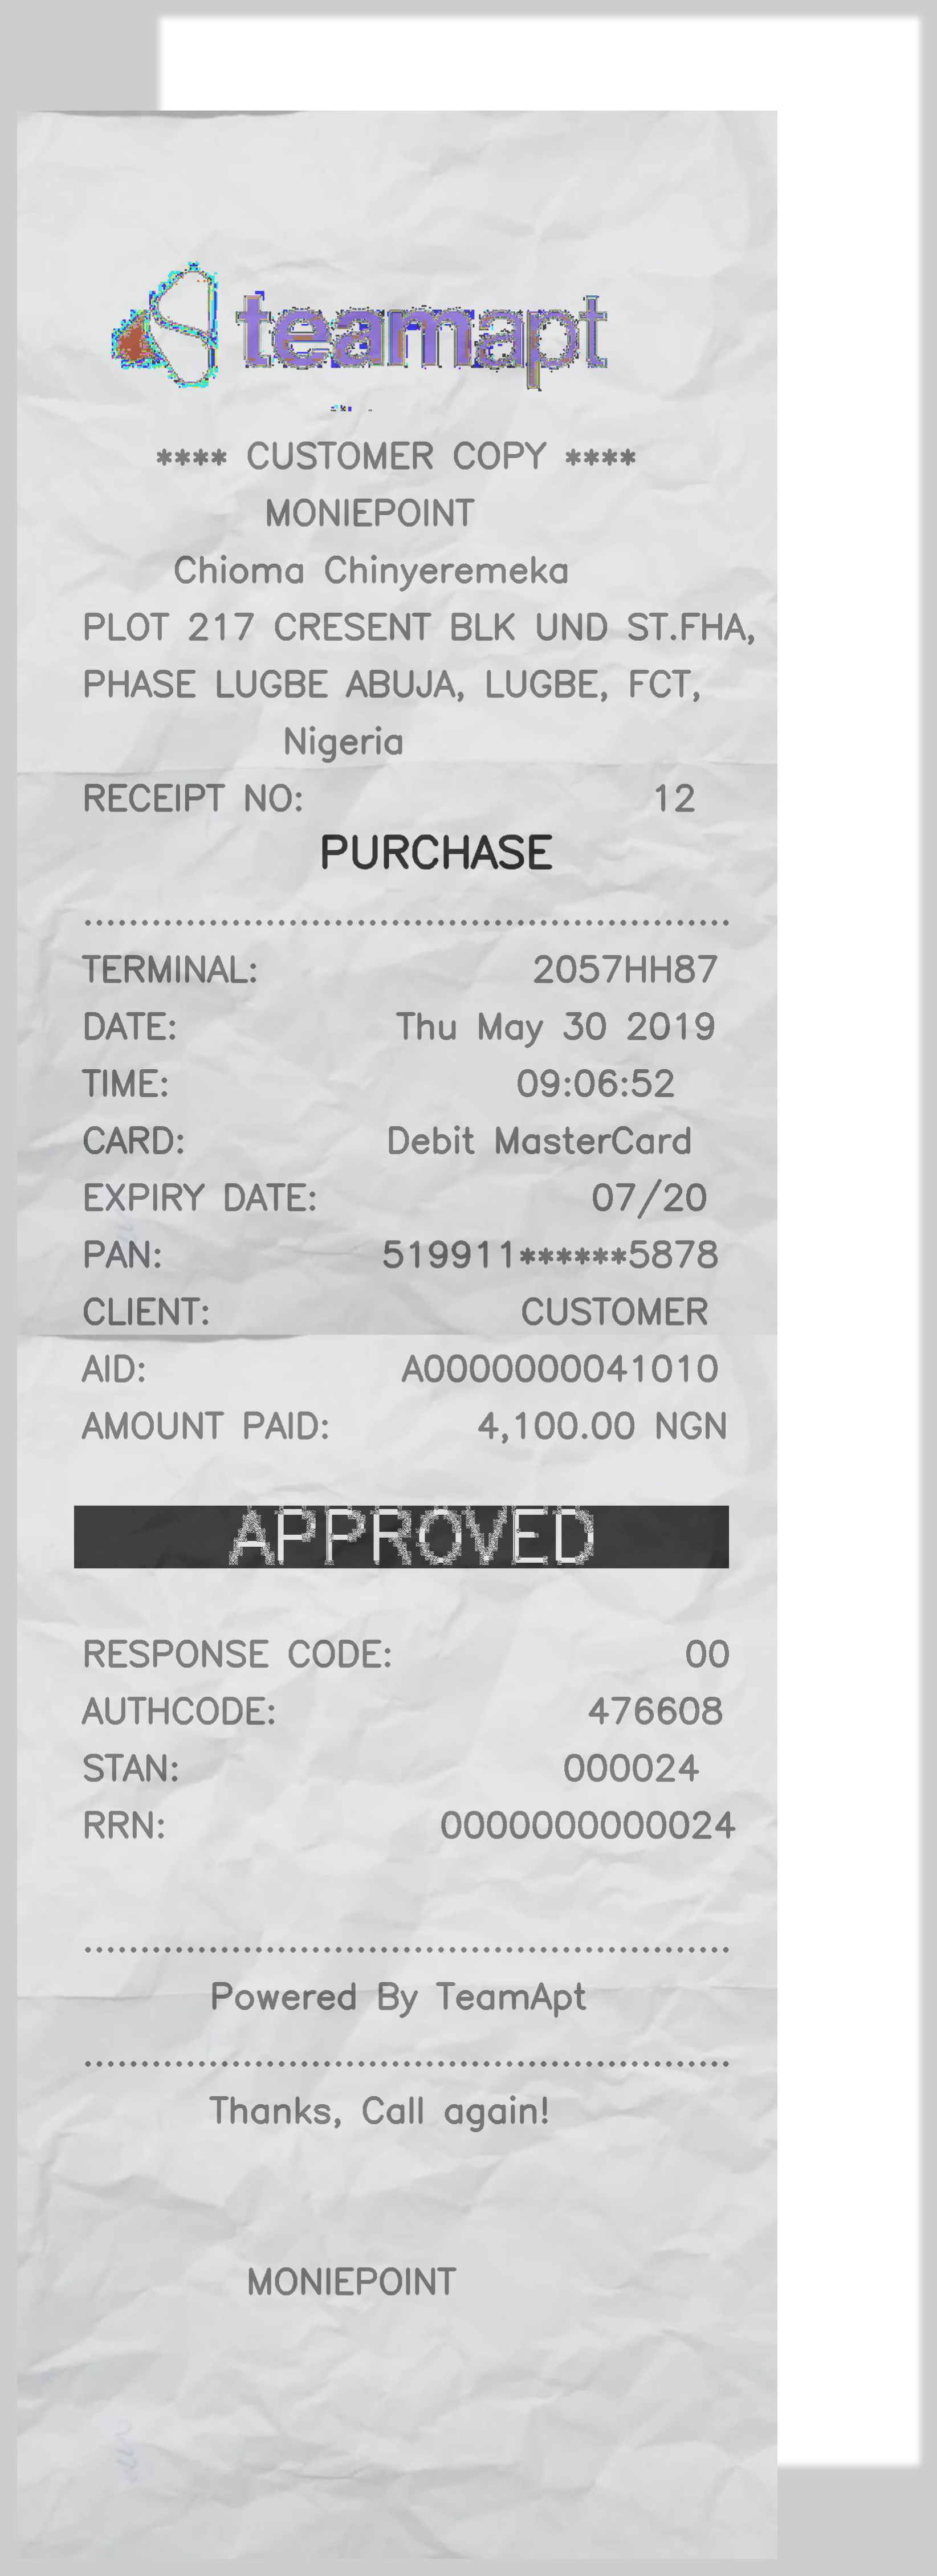 teamapt
**** CUSTOMER COPY ****
MONIEPOINT
Chioma Chinyeremeka
PLOT 217 CRESENT BLK UND ST.FHA,
PHASE LUGBE ABUJA, LUGBE, FCT,
Nigeria
RECEIPT NO: 12
PURCHASE
TERMINAL: 2057HH87
DATE: Thu May 30 2019
TIME: 09:06:52
CARD: Debit MasterCard
EXPIRY DATE: 07/20
PAN: 519911******5878
CLIENT: CUSTOMER
AID: A0000000041010
AMOUNT PAID: 4,100.00 NGN
APPROVED
RESPONSE CODE: 00
AUTHCODE: 476608
STAN: 000024
RRN: 0000000000024
Powered By TeamApt
Thanks, Call again!
MONIEPOINT